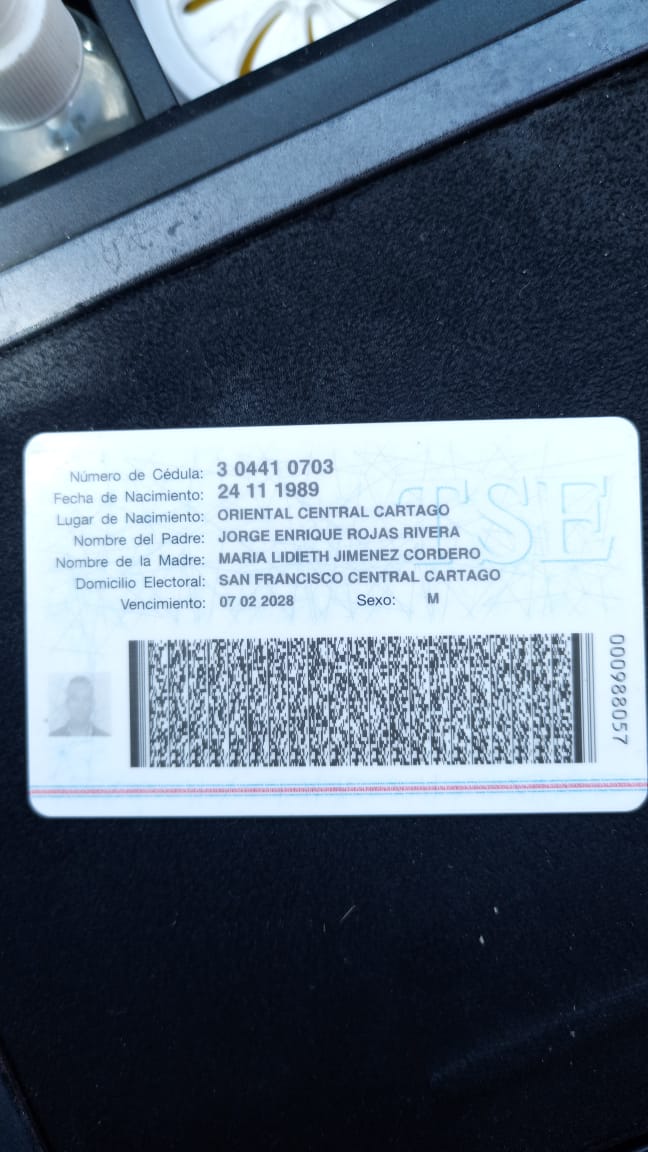 TSE
Número de Cédula: 3 0441 0703
Fecha de Nacimiento: 24 11 1989
Lugar de Nacimiento: ORIENTAL CENTRAL CARTAGO
Nombre del Padre: JORGE ENRIQUE ROJAS RIVERA
Nombre de la Madre: MARIA LIDIETH JIMENEZ CORDERO
Domicilio Electoral: SAN FRANCISCO CENTRAL CARTAGO
Vencimiento: 07 02 2028 Sexo: M
000988057